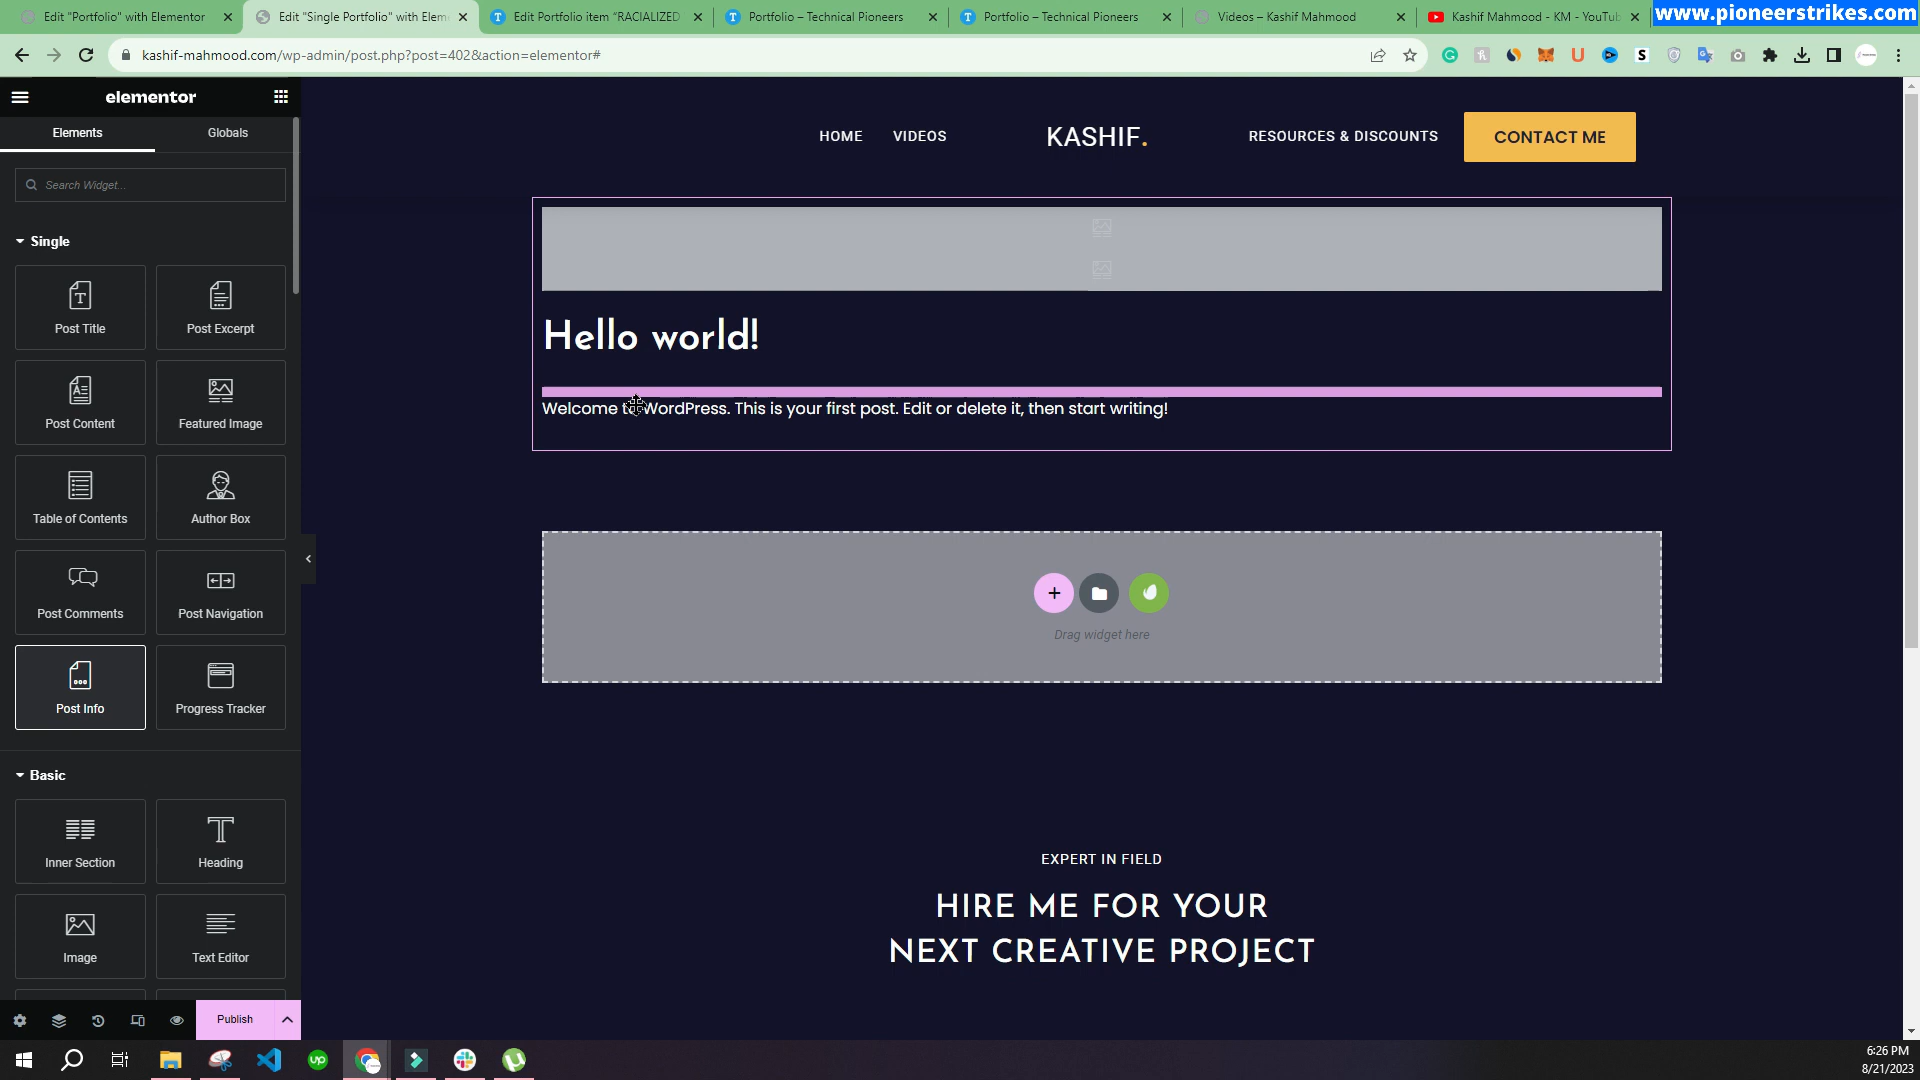 Edit "Portfolio" with Elementor
Edit "Single Portfolio" with Elem
Edit Portfolio item "RACIALIZED
Portfolio – Technical Pioneers
Portfolio – Technical Pioneers
Videos – Kashif Mahmood
Kashif Mahmood - KM - YouTub
www.pioneerstrikes.com
kashif-mahmood.com/wp-admin/post.php?post=402&action=elementor#
elementor
Elements
Globals
Search Widget...
Single
Post Title
Post Excerpt
Post Content
Featured Image
Table of Contents
Author Box
Post Comments
Post Navigation
Post Info
Progress Tracker
Basic
Inner Section
Heading
Image
Text Editor
Publish
HOME
VIDEOS
KASHIF.
RESOURCES & DISCOUNTS
CONTACT ME
Hello world!
Welcome to WordPress. This is your first post. Edit or delete it, then start writing!
Drag widget here
EXPERT IN FIELD
HIRE ME FOR YOUR
NEXT CREATIVE PROJECT
6:26 PM
8/21/2023